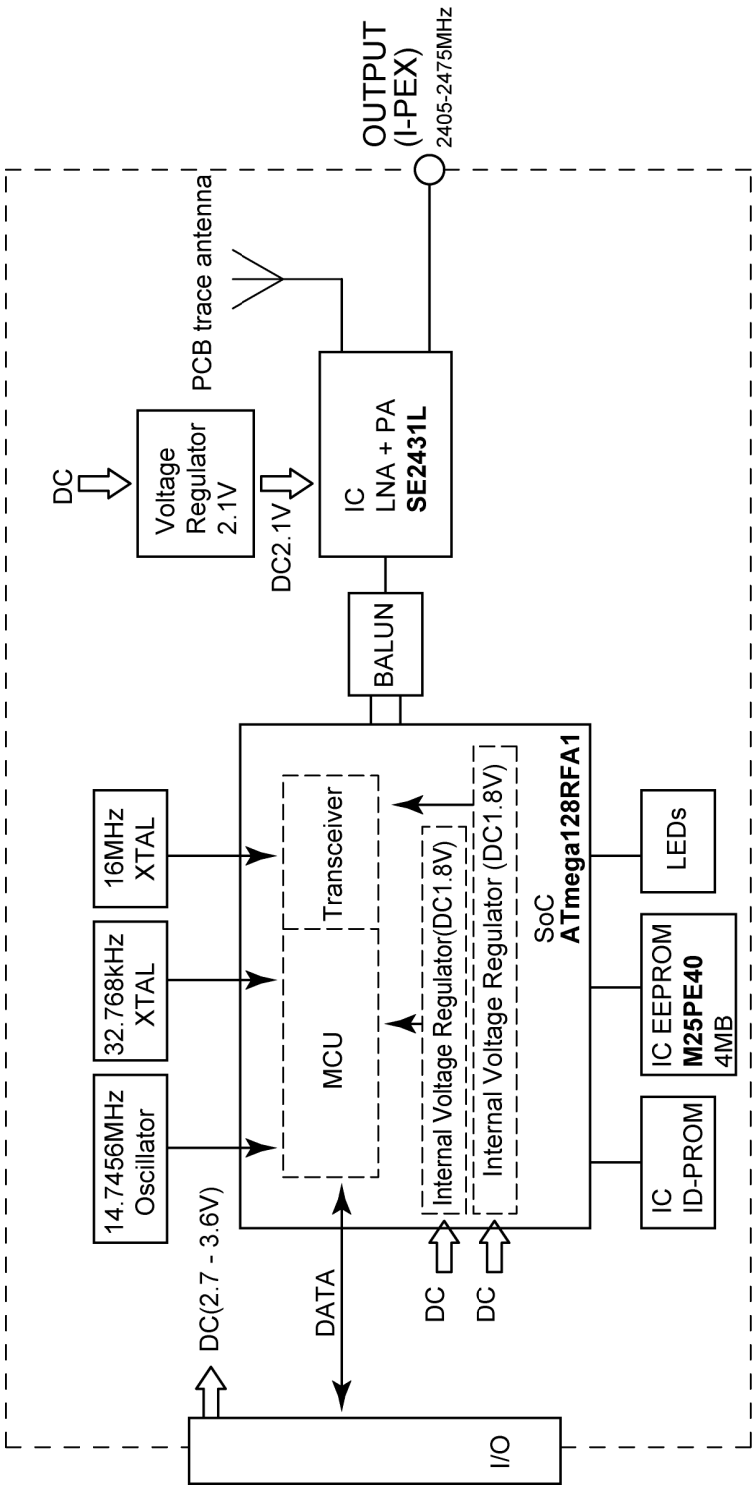 I/O
DC(2.7 - 3.6V)
DATA
DC
DC
14.7456MHz
Oscillator
32.768kHz
XTAL
16MHz
XTAL
MCU
Transceiver
Internal Voltage Regulator(DC1.8V)
Internal Voltage Regulator (DC1.8V)
SoC
ATmega128RFA1
IC
ID-PROM
IC EEPROM
M25PE40
4MB
LEDs
BALUN
DC
Voltage
Regulator
2.1V
DC2.1V
IC
LNA + PA
SE2431L
PCB trace antenna
OUTPUT
(I-PEX)
2405-2475MHz